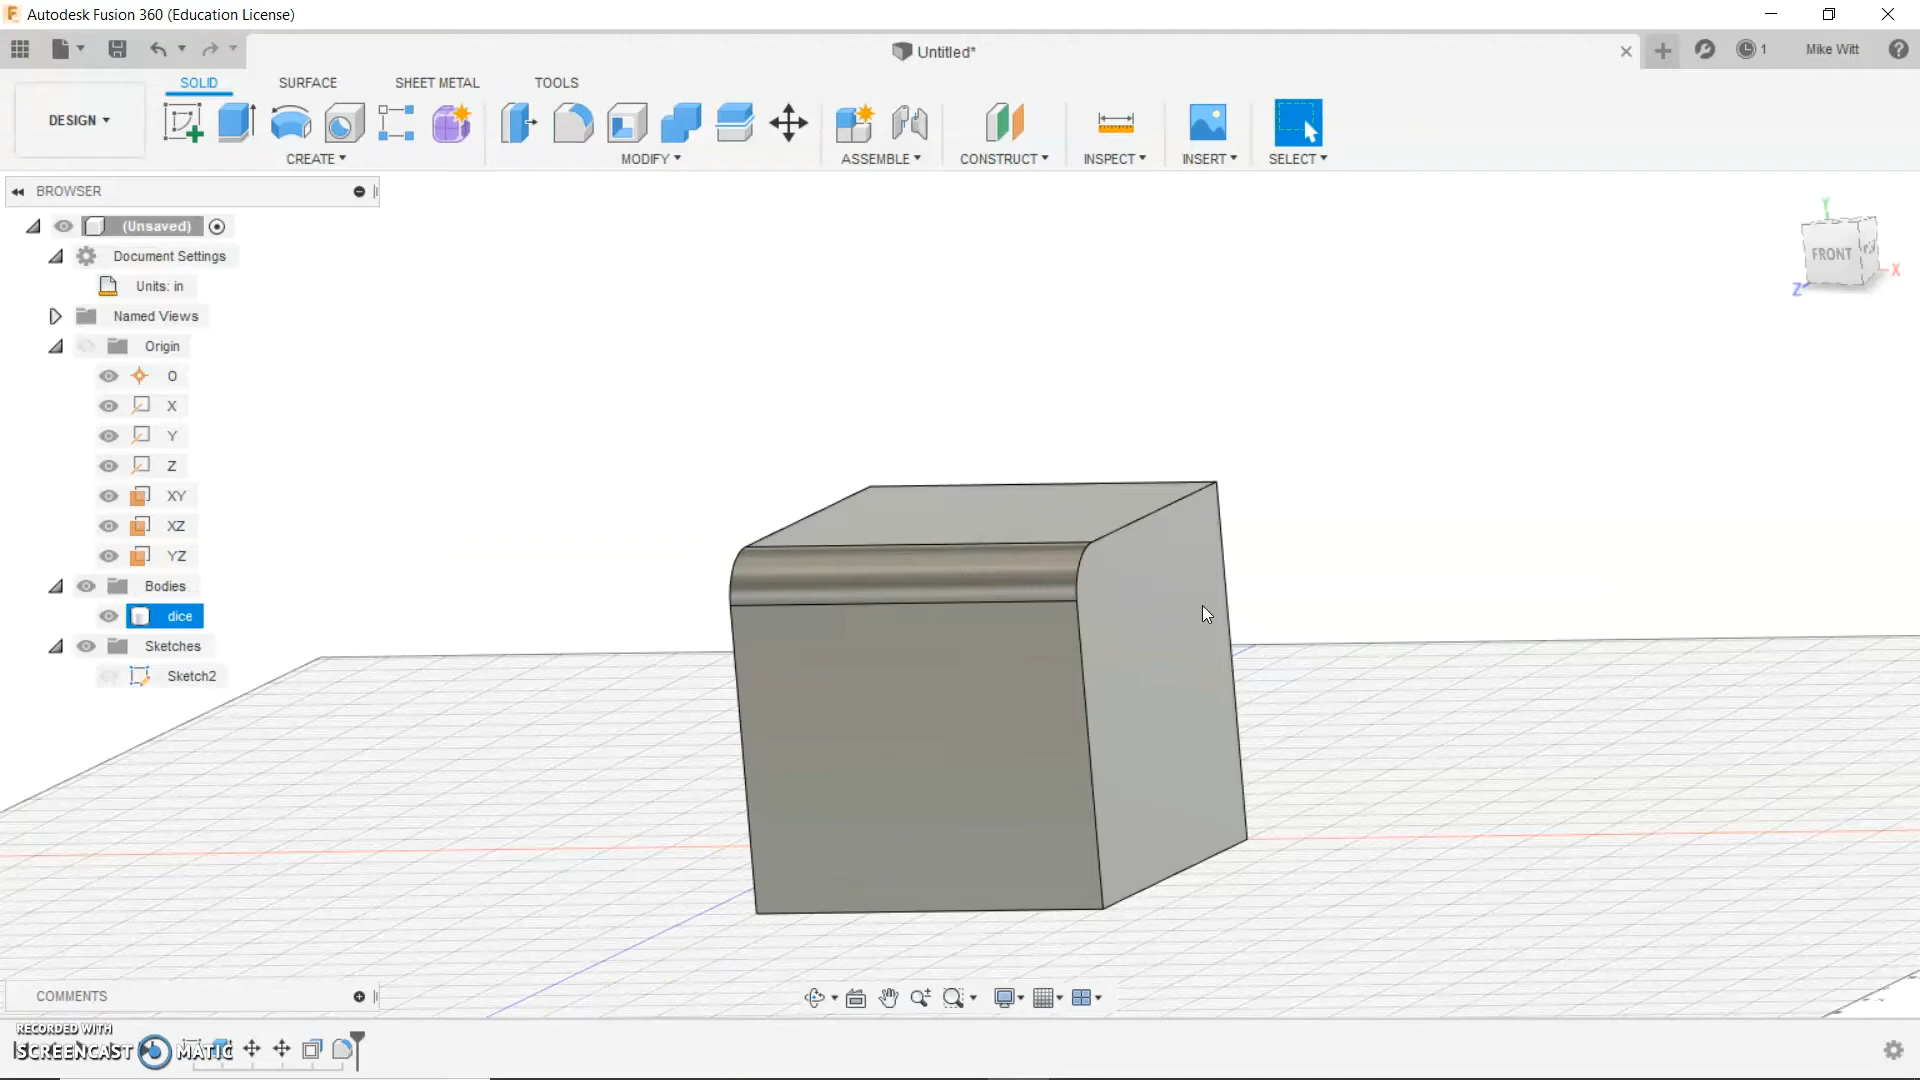 Autodesk Fusion 360 (Education License)
Untitled*
1
Mike Witt
SOLID
SURFACE
SHEET METAL
TOOLS
DESIGN
CREATE
MODIFY
ASSEMBLE
CONSTRUCT
INSPECT
INSERT
SELECT
BROWSER
(Unsaved)
Document Settings
Units: in
Named Views
Origin
O
X
Y
Z
XY
XZ
YZ
Bodies
dice
Sketches
Sketch2
Y
FRONT
X
Z
COMMENTS
RECORDED WITH
SCREENCAST MATIC